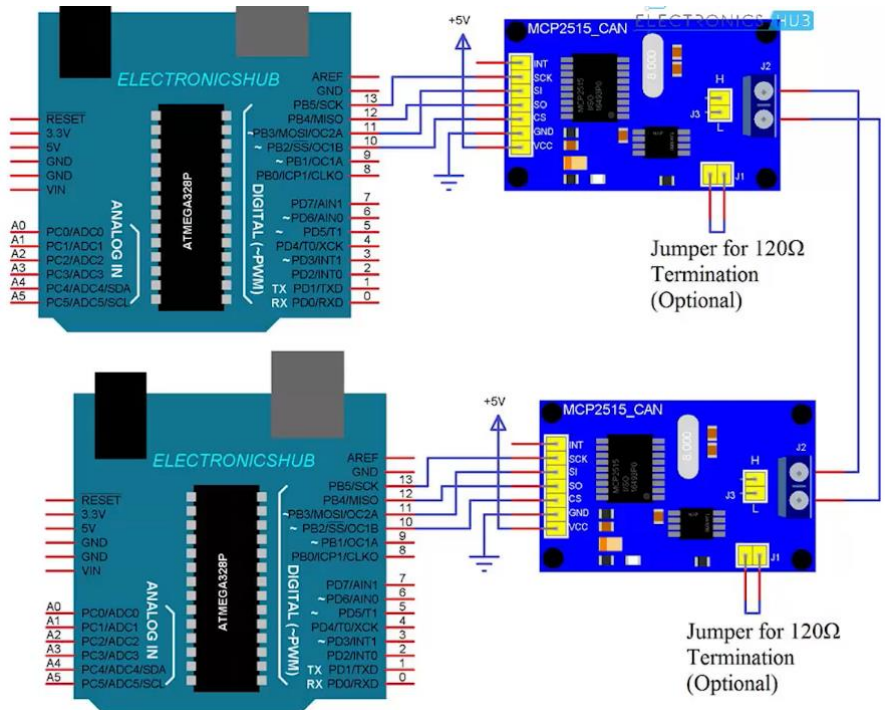 ELECTRONICS HUB
+5V
MCP2515_CAN
ELECTRONICSHUB
AREF
GND
PB5/SCK 13
PB4/MISO 12
~PB3/MOSI/OC2A 11
~ PB2/SS/OC1B 10
~ PB1/OC1A 9
PB0/ICP1/CLKO 8
PD7/AIN1 7
~PD6/AIN0 6
~ PD5/T1 5
PD4/T0/XCK 4
~ PD3/INT1 3
PD2/INT0 2
TX PD1/TXD 1
RX PD0/RXD 0
RESET
3.3V
5V
GND
GND
VIN
A0 PC0/ADC0
A1 PC1/ADC1
A2 PC2/ADC2
A3 PC3/ADC3
A4 PC4/ADC4/SDA
A5 PC5/ADC5/SCL
ANALOG IN
ATMEGA328P
DIGITAL (~PWM)
INT
SCK
SI
SO
CS
GND
VCC
MCP2515
8.000
H
J3
L
J2
J1
Jumper for 120Ω
Termination
(Optional)
+5V
MCP2515_CAN
ELECTRONICSHUB
AREF
GND
PB5/SCK 13
PB4/MISO 12
~PB3/MOSI/OC2A 11
~ PB2/SS/OC1B 10
~ PB1/OC1A 9
PB0/ICP1/CLKO 8
PD7/AIN1 7
~PD6/AIN0 6
~ PD5/T1 5
PD4/T0/XCK 4
~ PD3/INT1 3
PD2/INT0 2
TX PD1/TXD 1
RX PD0/RXD 0
RESET
3.3V
5V
GND
GND
VIN
A0 PC0/ADC0
A1 PC1/ADC1
A2 PC2/ADC2
A3 PC3/ADC3
A4 PC4/ADC4/SDA
A5 PC5/ADC5/SCL
ANALOG IN
ATMEGA328P
DIGITAL (~PWM)
INT
SCK
SI
SO
CS
GND
VCC
MCP2515
8.000
H
J3
L
J2
J1
Jumper for 120Ω
Termination
(Optional)